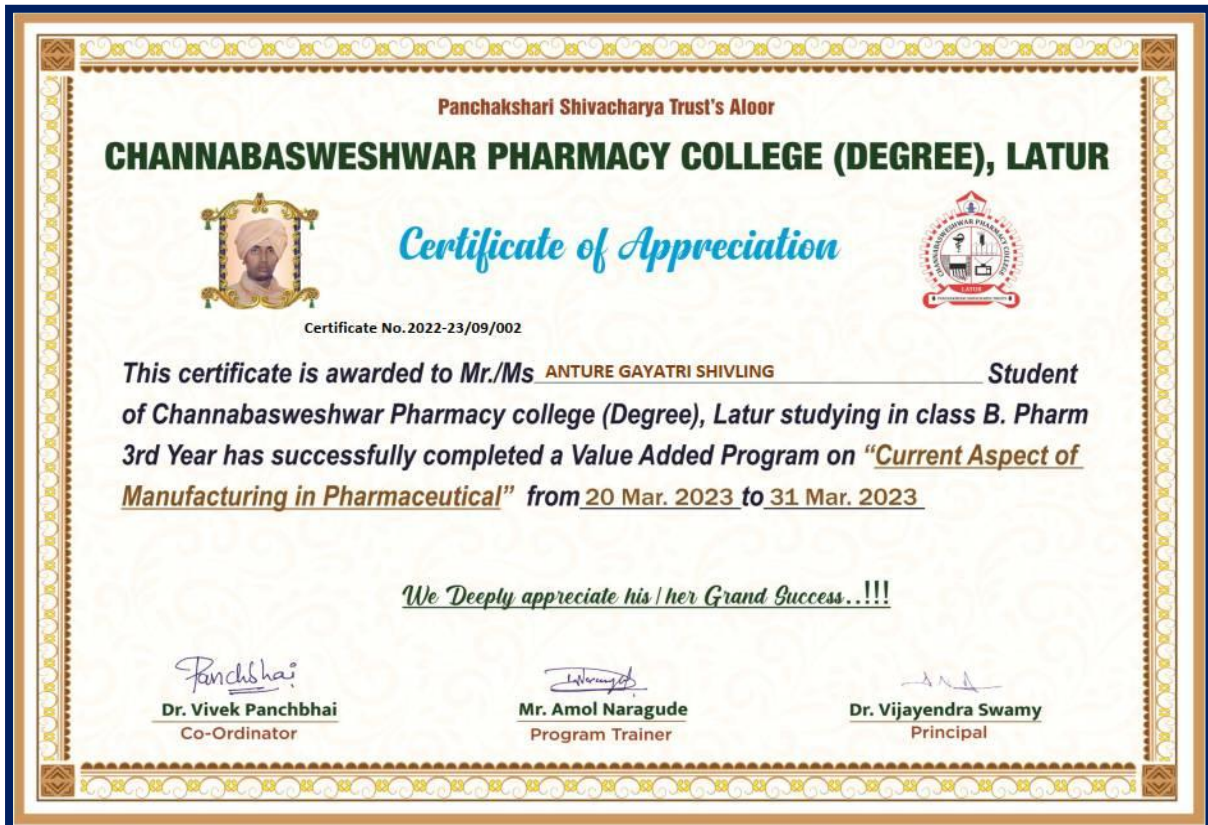 Panchakshari Shivacharya Trust's Aloor
CHANNABASWESHWAR PHARMACY COLLEGE (DEGREE), LATUR
Certificate of Appreciation
CHANNABASWESHWAR PHARMACY COLLEGE
LATUR
Certificate No.2022-23/09/002
This certificate is awarded to Mr./Ms ANTURE GAYATRI SHIVLING Student
of Channabasweshwar Pharmacy college (Degree), Latur studying in class B. Pharm
3rd Year has successfully completed a Value Added Program on “Current Aspect of
Manufacturing in Pharmaceutical” from 20 Mar. 2023 to 31 Mar. 2023
We Deeply appreciate his / her Grand Success..!!!
Panchbhai
Dr. Vivek Panchbhai Mr. Amol Naragude Dr. Vijayendra Swamy
Co-Ordinator Program Trainer Principal